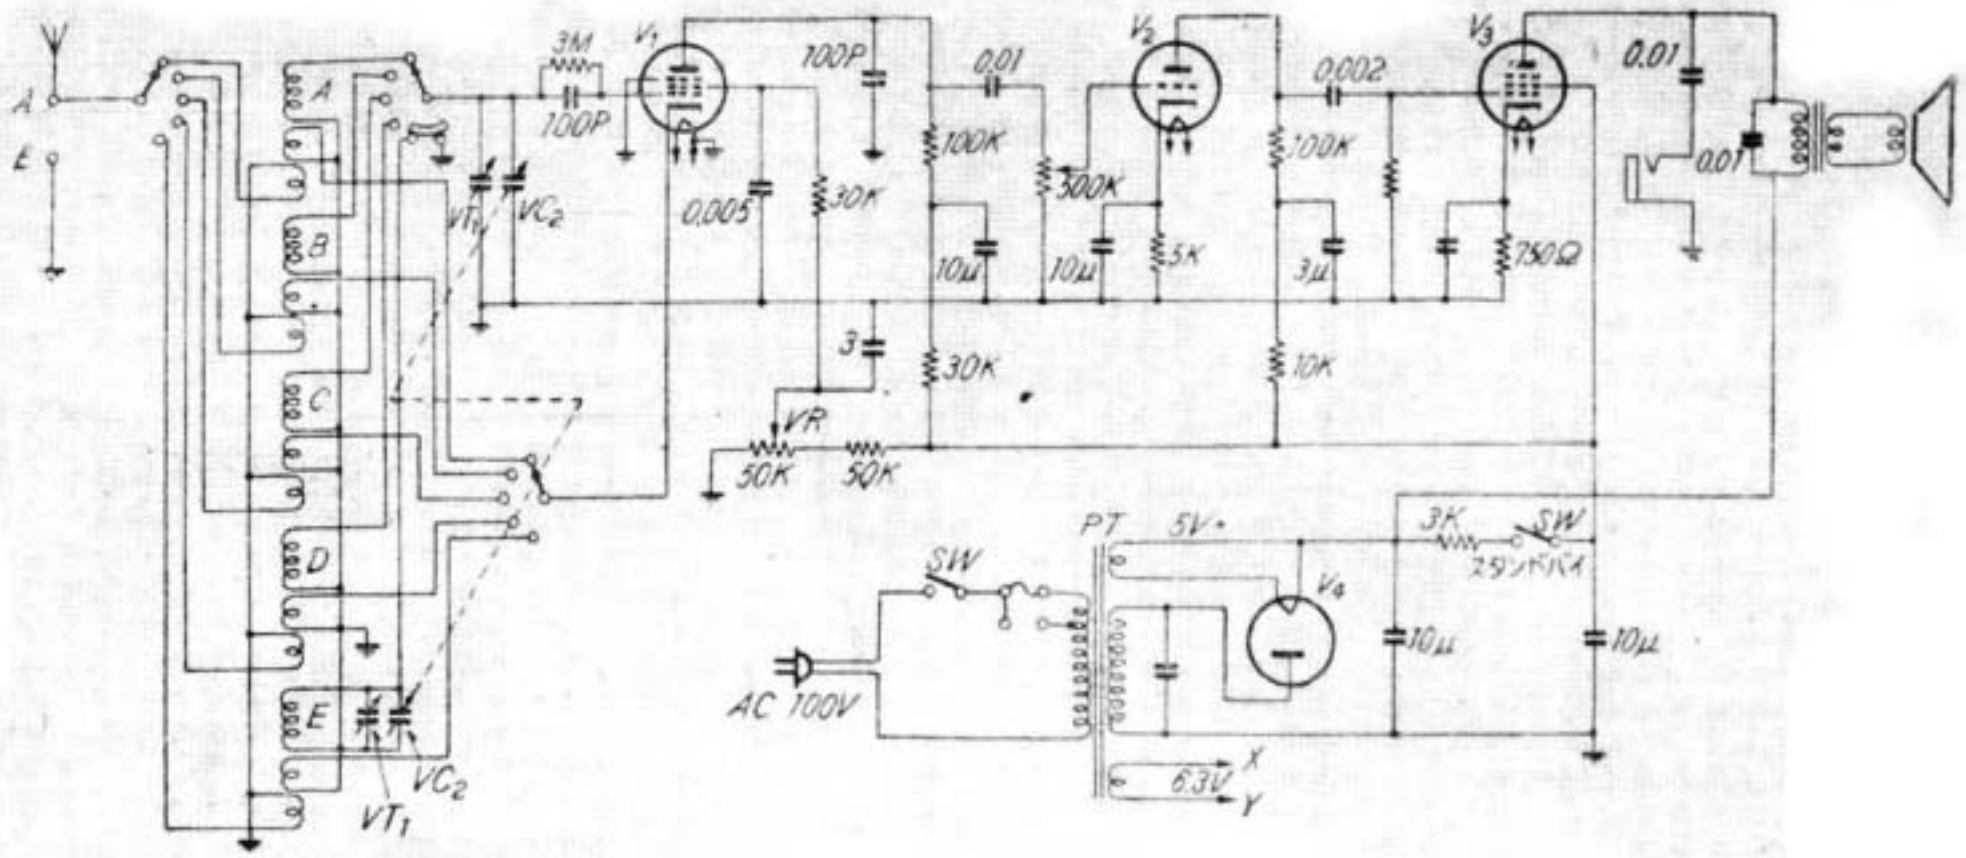 A
E
A
B
C
D
E
VT1
VC2
VT1
VC2
3M
100P
V1
0.005
100P
30K
3
VR
50K
50K
100K
0.01
10μ
30K
500K
10μ
V2
5K
100K
0.002
3μ
10K
V3
750Ω
0.01
0.01
AC 100V
SW
PT
5V
V4
6.3V
X
Y
10μ
3K
SW
10μ